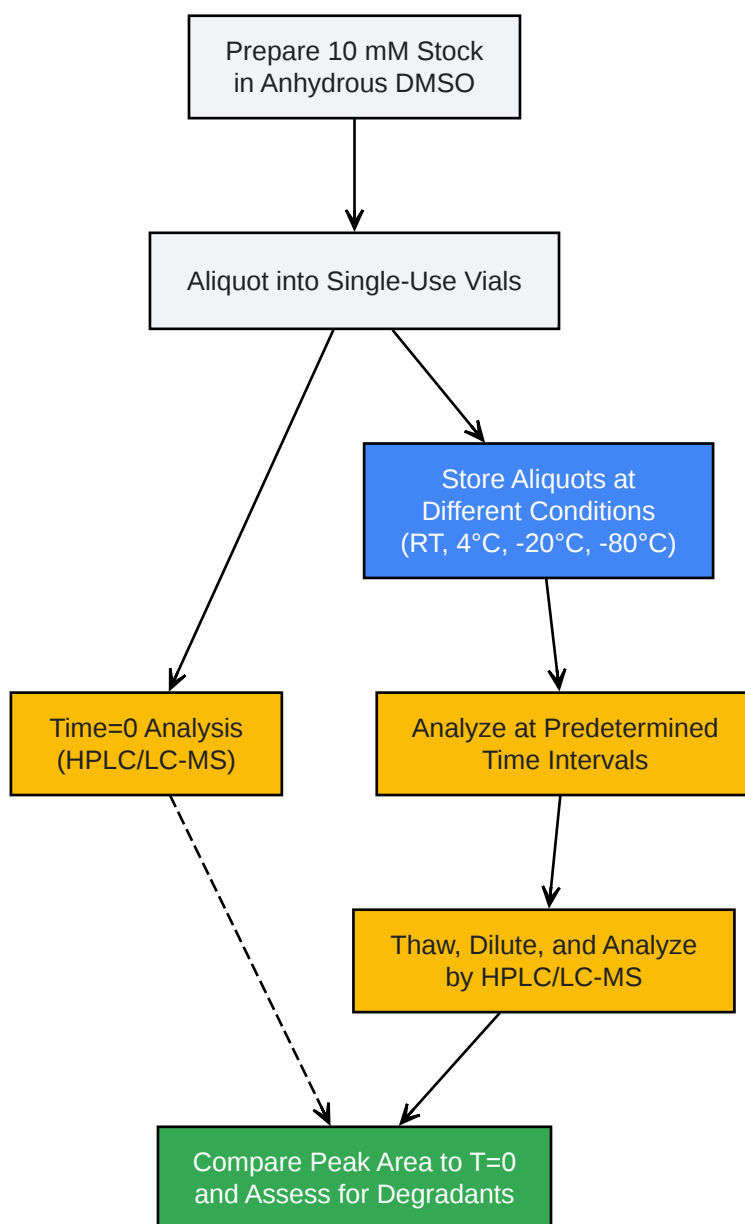 Prepare 10 mM Stock
in Anhydrous DMSO
Aliquot into Single-Use Vials
Store Aliquots at
Different Conditions
(RT, 4°C, -20°C, -80°C)
Time=0 Analysis
(HPLC/LC-MS)
Analyze at Predetermined
Time Intervals
Thaw, Dilute, and Analyze
by HPLC/LC-MS
Compare Peak Area to T=0
and Assess for Degradants